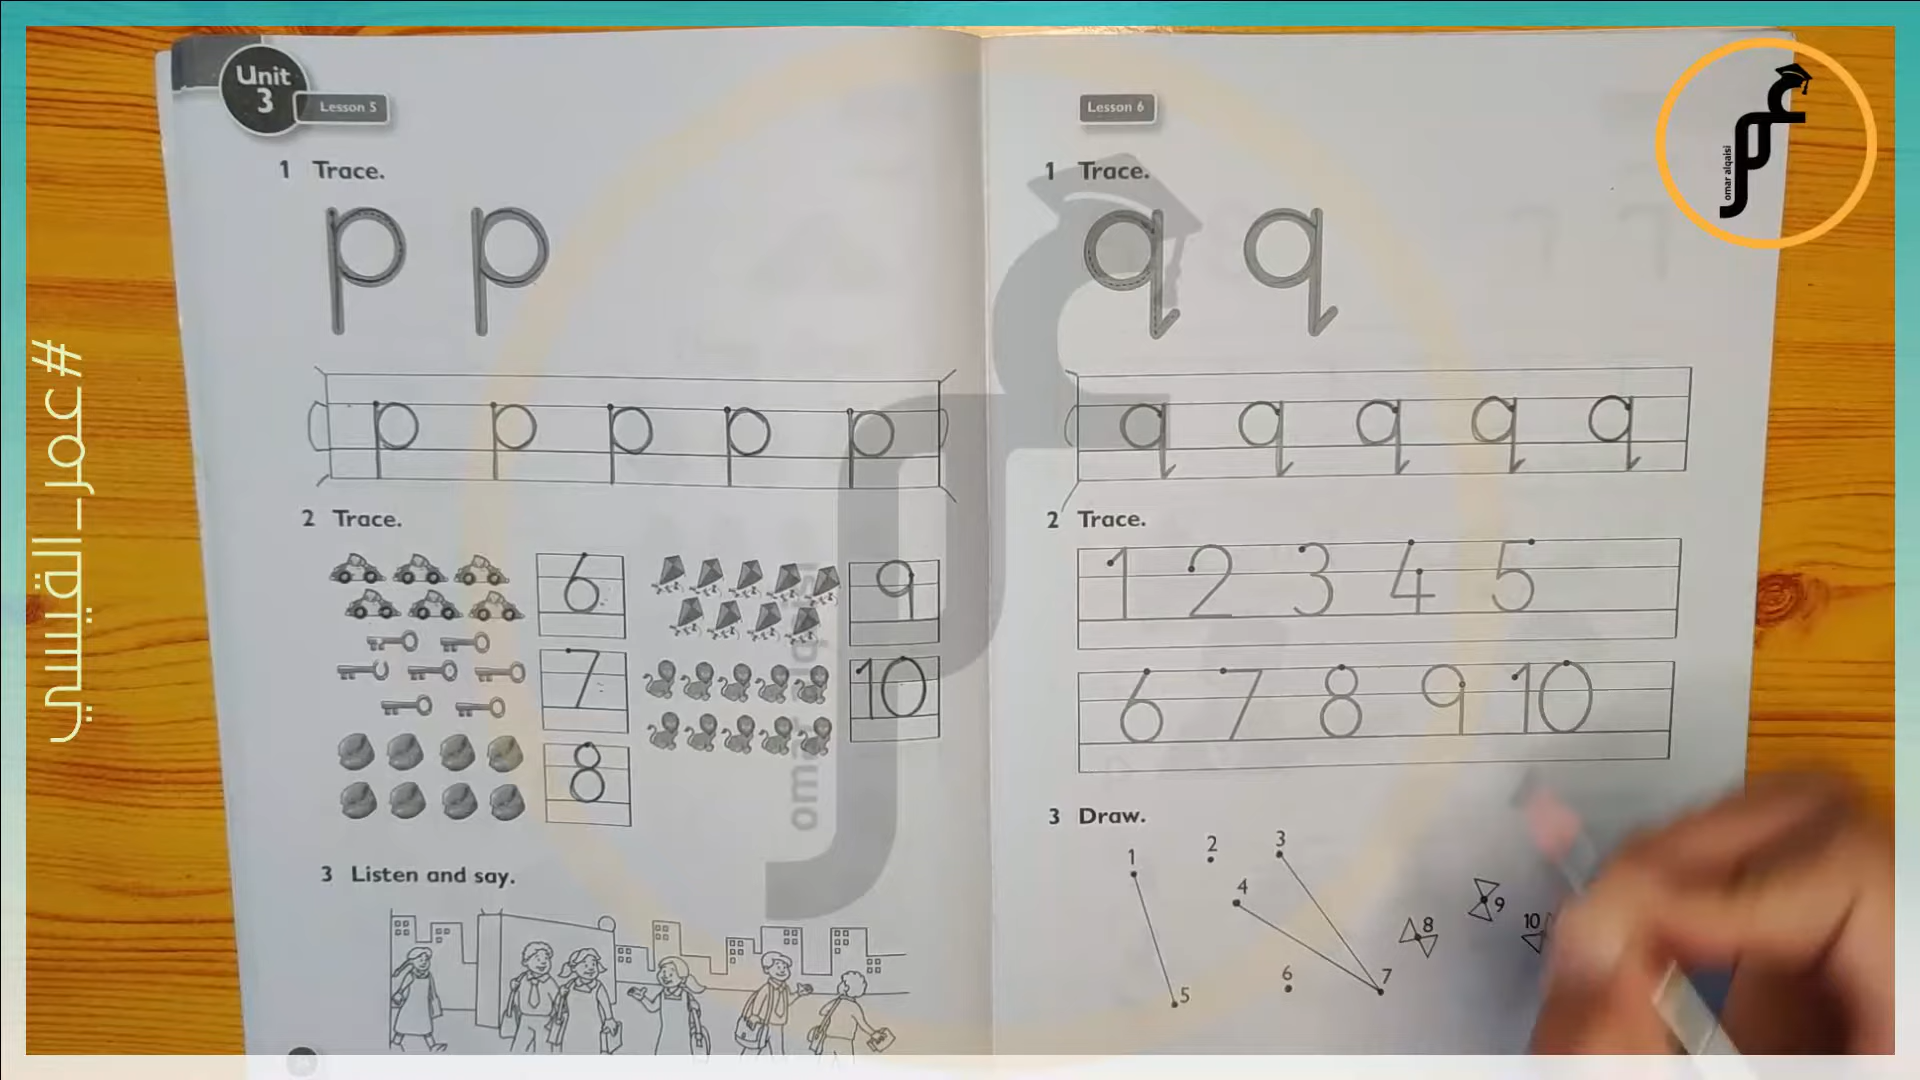 Unit
3
Lesson 5
1 Trace.
p p
p p p p p
2 Trace.
6
9
7
10
8
3 Listen and say.
Lesson 6
1 Trace.
q q
q q q q q
2 Trace.
1 2 3 4 5
6 7 8 9 10
3 Draw.
1
2
3
4
5
6
7
8
9
10
عمر
omar alqaisi
#عمر_القيسي